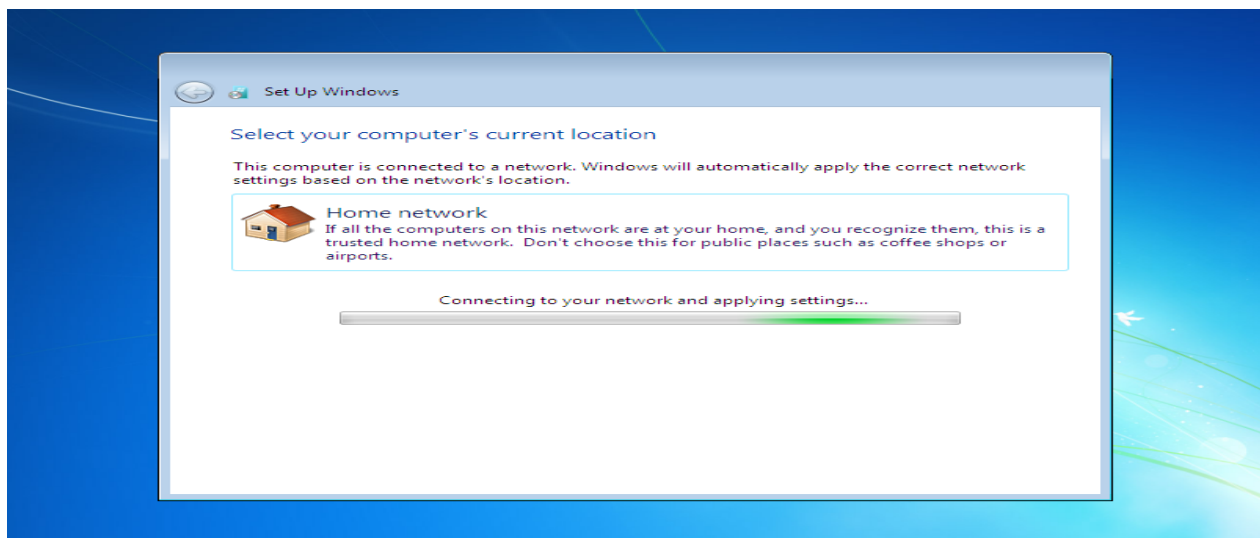 Set Up Windows
Select your computer's current location
This computer is connected to a network. Windows will automatically apply the correct network
settings based on the network's location.
Home network
If all the computers on this network are at your home, and you recognize them, this is a
trusted home network.  Don't choose this for public places such as coffee shops or
airports.
Connecting to your network and applying settings...